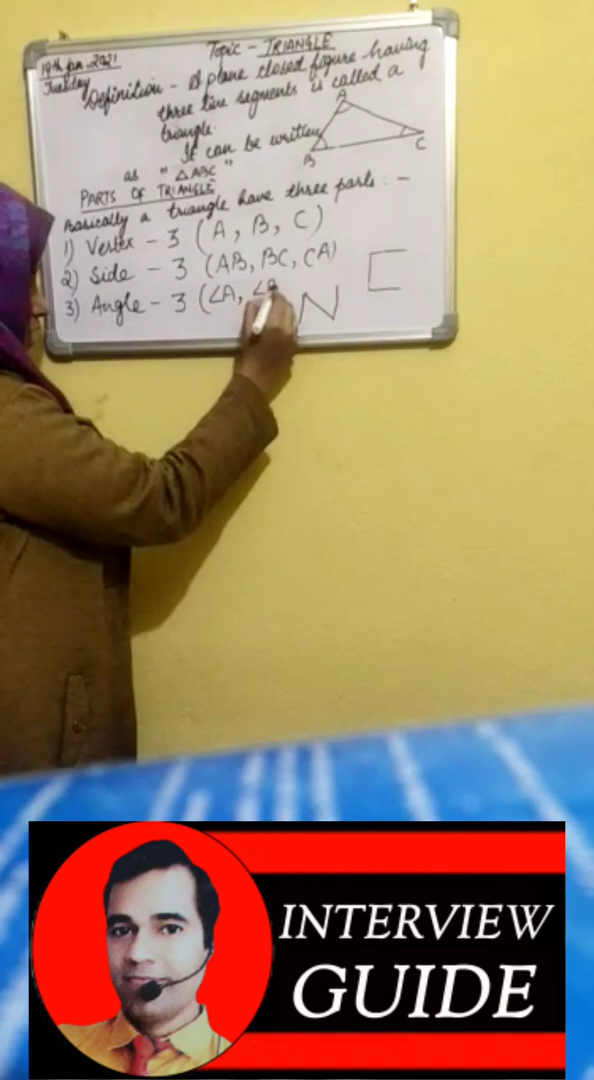 19th Jan, 2021
Tuesday
Topic - TRIANGLE
Definition - A plane closed figure having
three line segments is called a
triangle.
It can be written
as " △ABC "
A
B
C
PARTS OF TRIANGLE
Basically a triangle have three parts : -
1) Vertex - 3 (A, B, C)
2) Side - 3 (AB, BC, CA)
3) Angle - 3 (∠A, ∠B
INTERVIEW
GUIDE